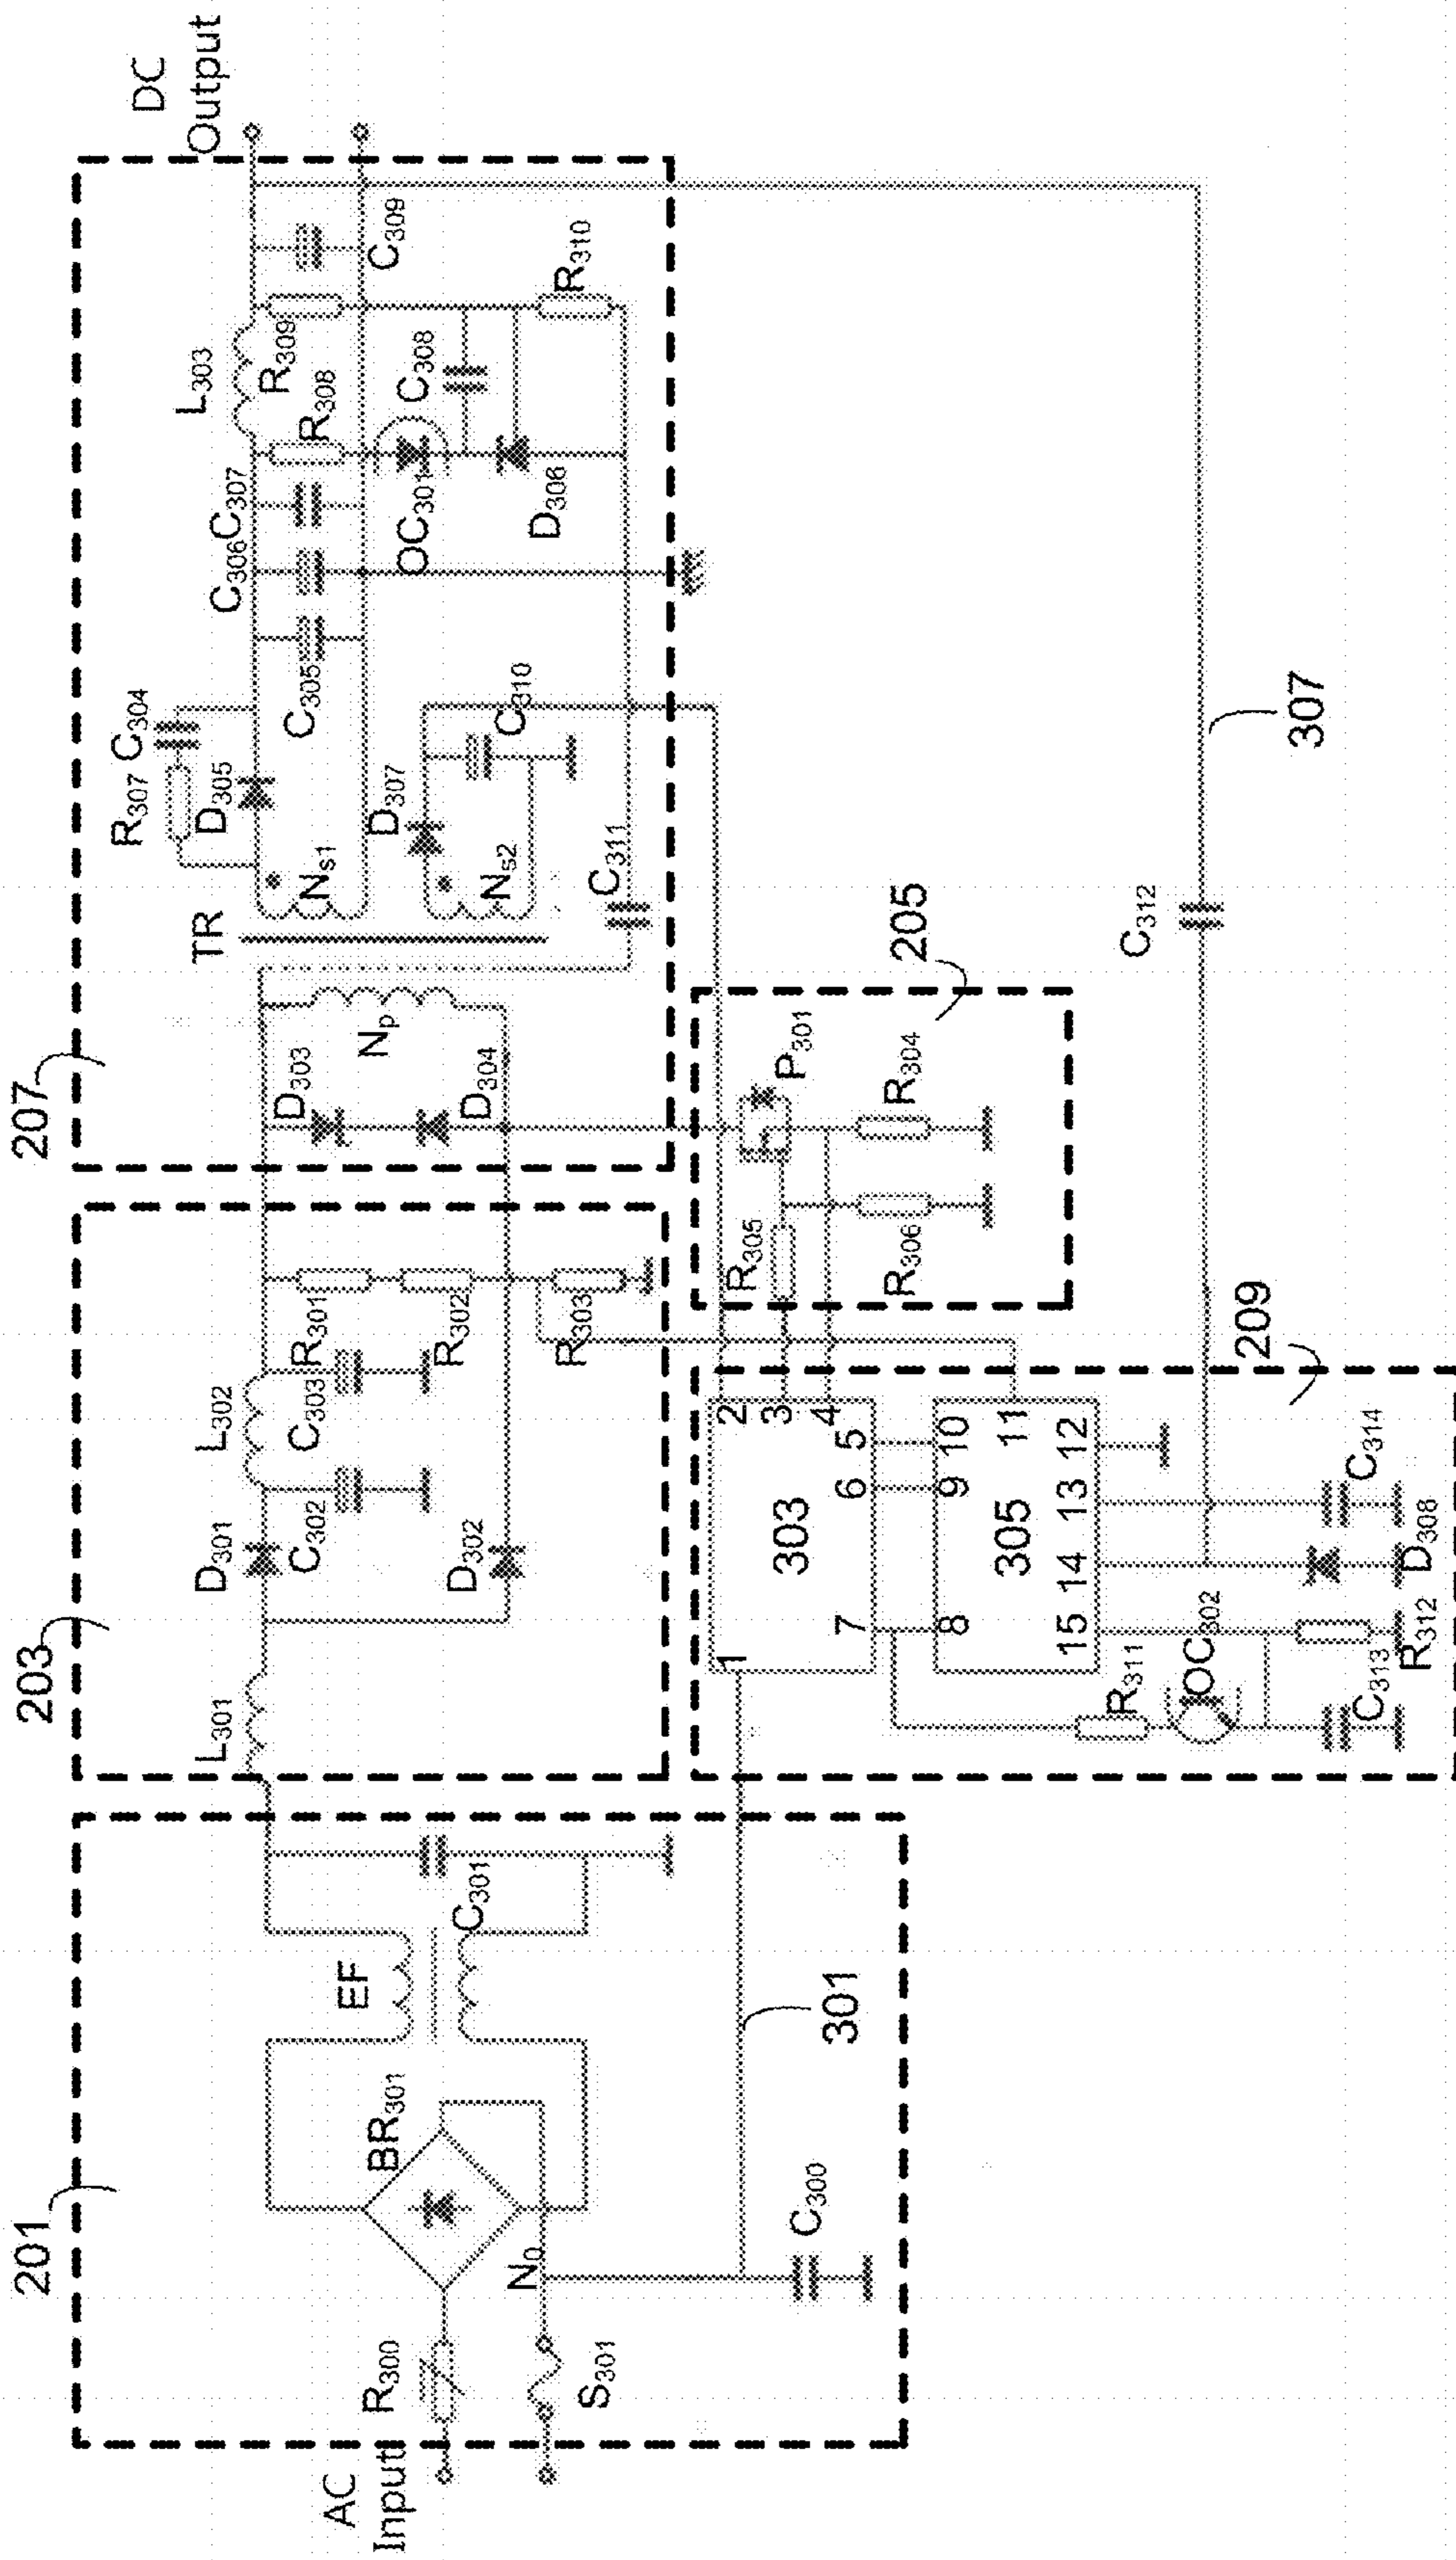 201
203
207
AC
Input
R300
S301
N0
BR301
EF
C301
C300
301
L301
D301
D302
C302
L302
C303
R301
R302
R303
D303
D304
Np
TR
Ns1
Ns2
R307
C304
D305
D307
C310
C311
C305
C306
C307
R308
L303
R309
OC301
C308
D306
R310
C309
DC
Output
205
P301
R304
R305
R306
209
303
1
2
3
4
5
6
7
305
8
9
10
11
12
13
14
15
R311
OC302
C313
R312
D308
C314
C312
307